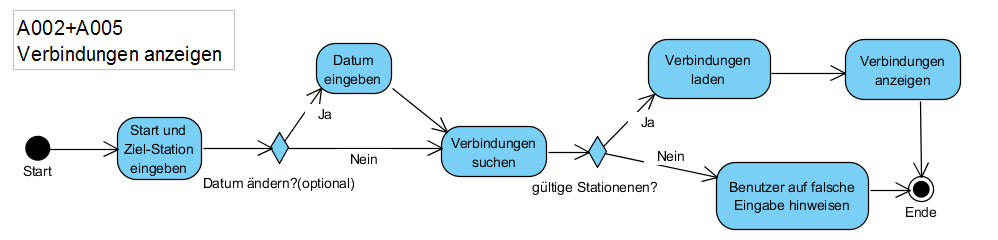 A002+A005
Verbindungen anzeigen
Start
Start und
Ziel-Station
eingeben
Datum ändern?(optional)
Ja
Nein
Datum
eingeben
Verbindungen
suchen
gültige Stationenen?
Ja
Nein
Verbindungen
laden
Verbindungen
anzeigen
Benutzer auf falsche
Eingabe hinweisen
Ende